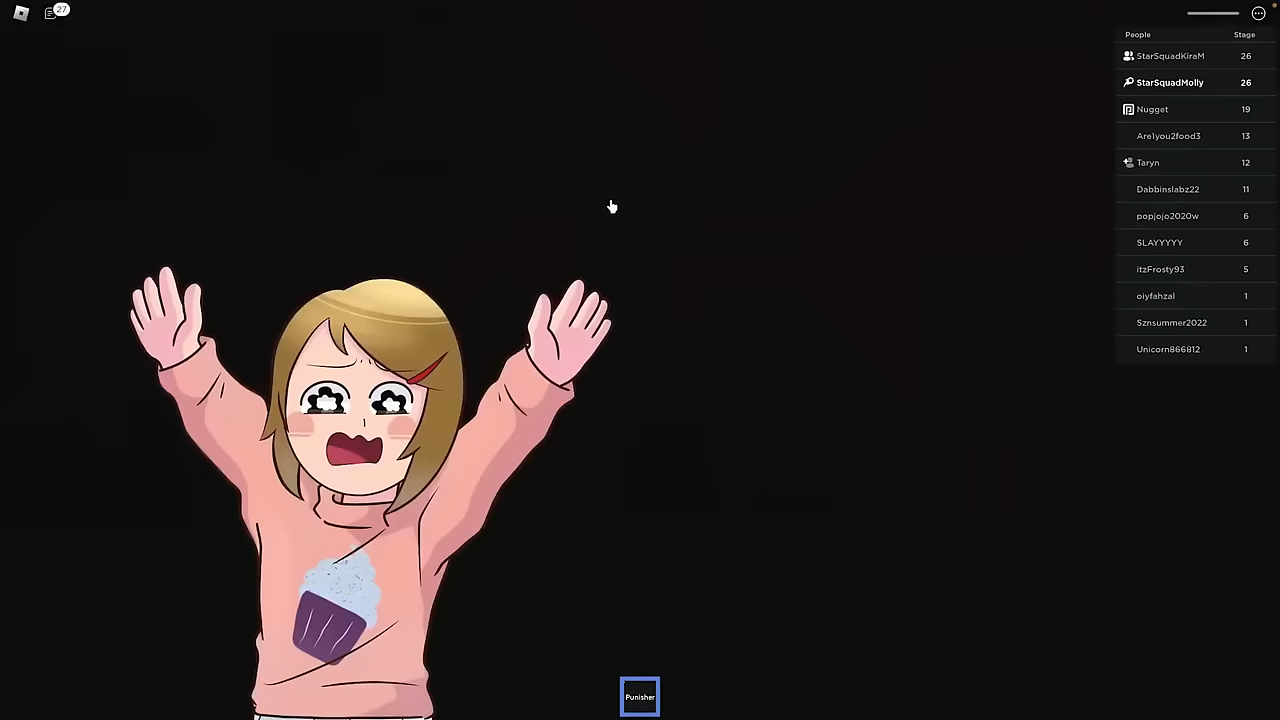 27
People Stage
StarSquadKiraM 26
StarSquadMolly 26
Nugget 19
Are1you2food3 13
Taryn 12
Dabbinslabz22 11
popjojo2020w 6
SLAYYYYY 6
itzFrosty93 5
oiyfahzal 1
Sznsummer2022 1
Unicorn866812 1
Punisher